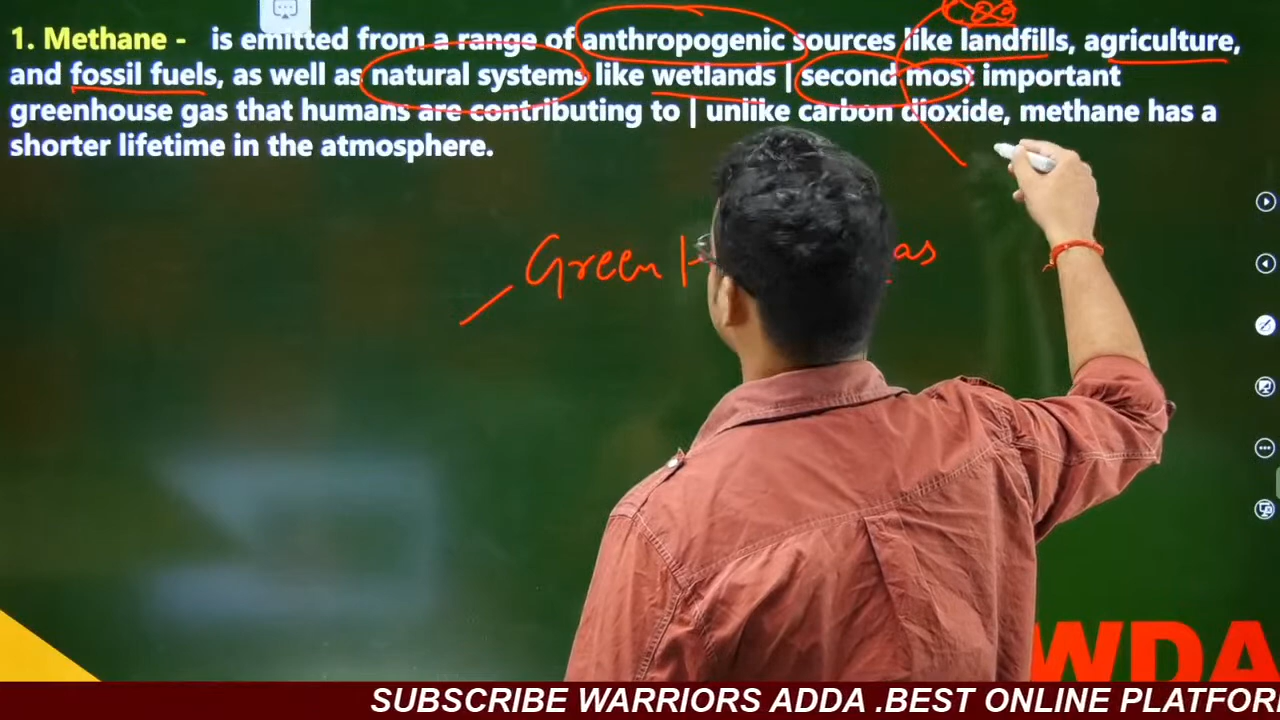 1. Methane - is emitted from a range of anthropogenic sources like landfills, agriculture,
and fossil fuels, as well as natural systems like wetlands | second most important
greenhouse gas that humans are contributing to | unlike carbon dioxide, methane has a
shorter lifetime in the atmosphere.
Green H as
WDA
SUBSCRIBE WARRIORS ADDA .BEST ONLINE PLATFOR